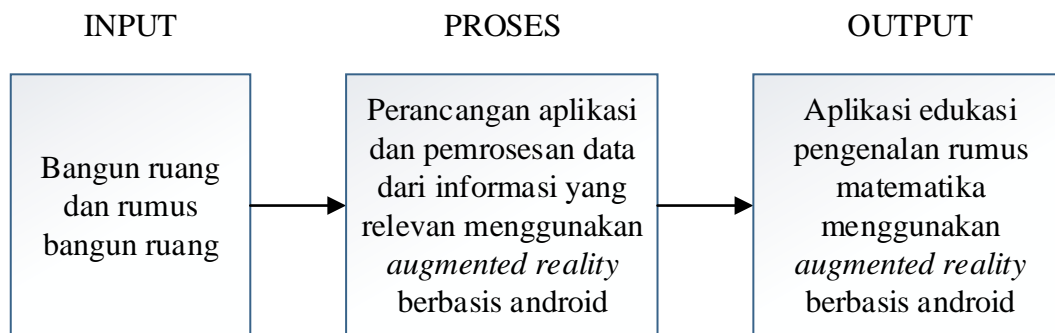 INPUT
PROSES
OUTPUT
Bangun ruang
dan rumus
bangun ruang
Perancangan aplikasi
dan pemrosesan data
dari informasi yang
relevan menggunakan
augmented reality
berbasis android
Aplikasi edukasi
pengenalan rumus
matematika
menggunakan
augmented reality
berbasis android